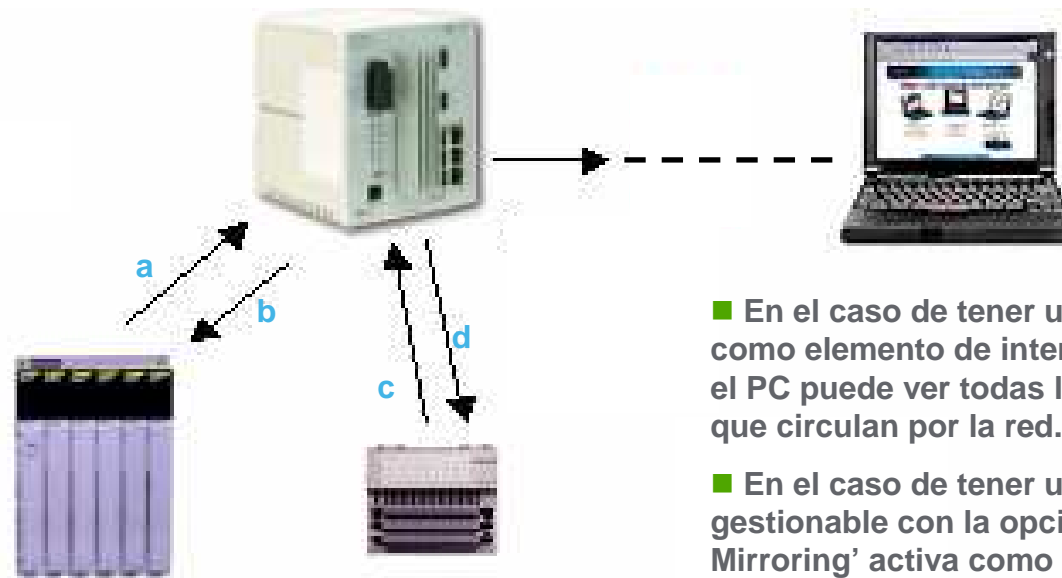 a
b
c
d
En el caso de tener u
como elemento de inter
el PC puede ver todas l
que circulan por la red.
En el caso de tener u
gestionable con la opci
Mirroring’ activa como